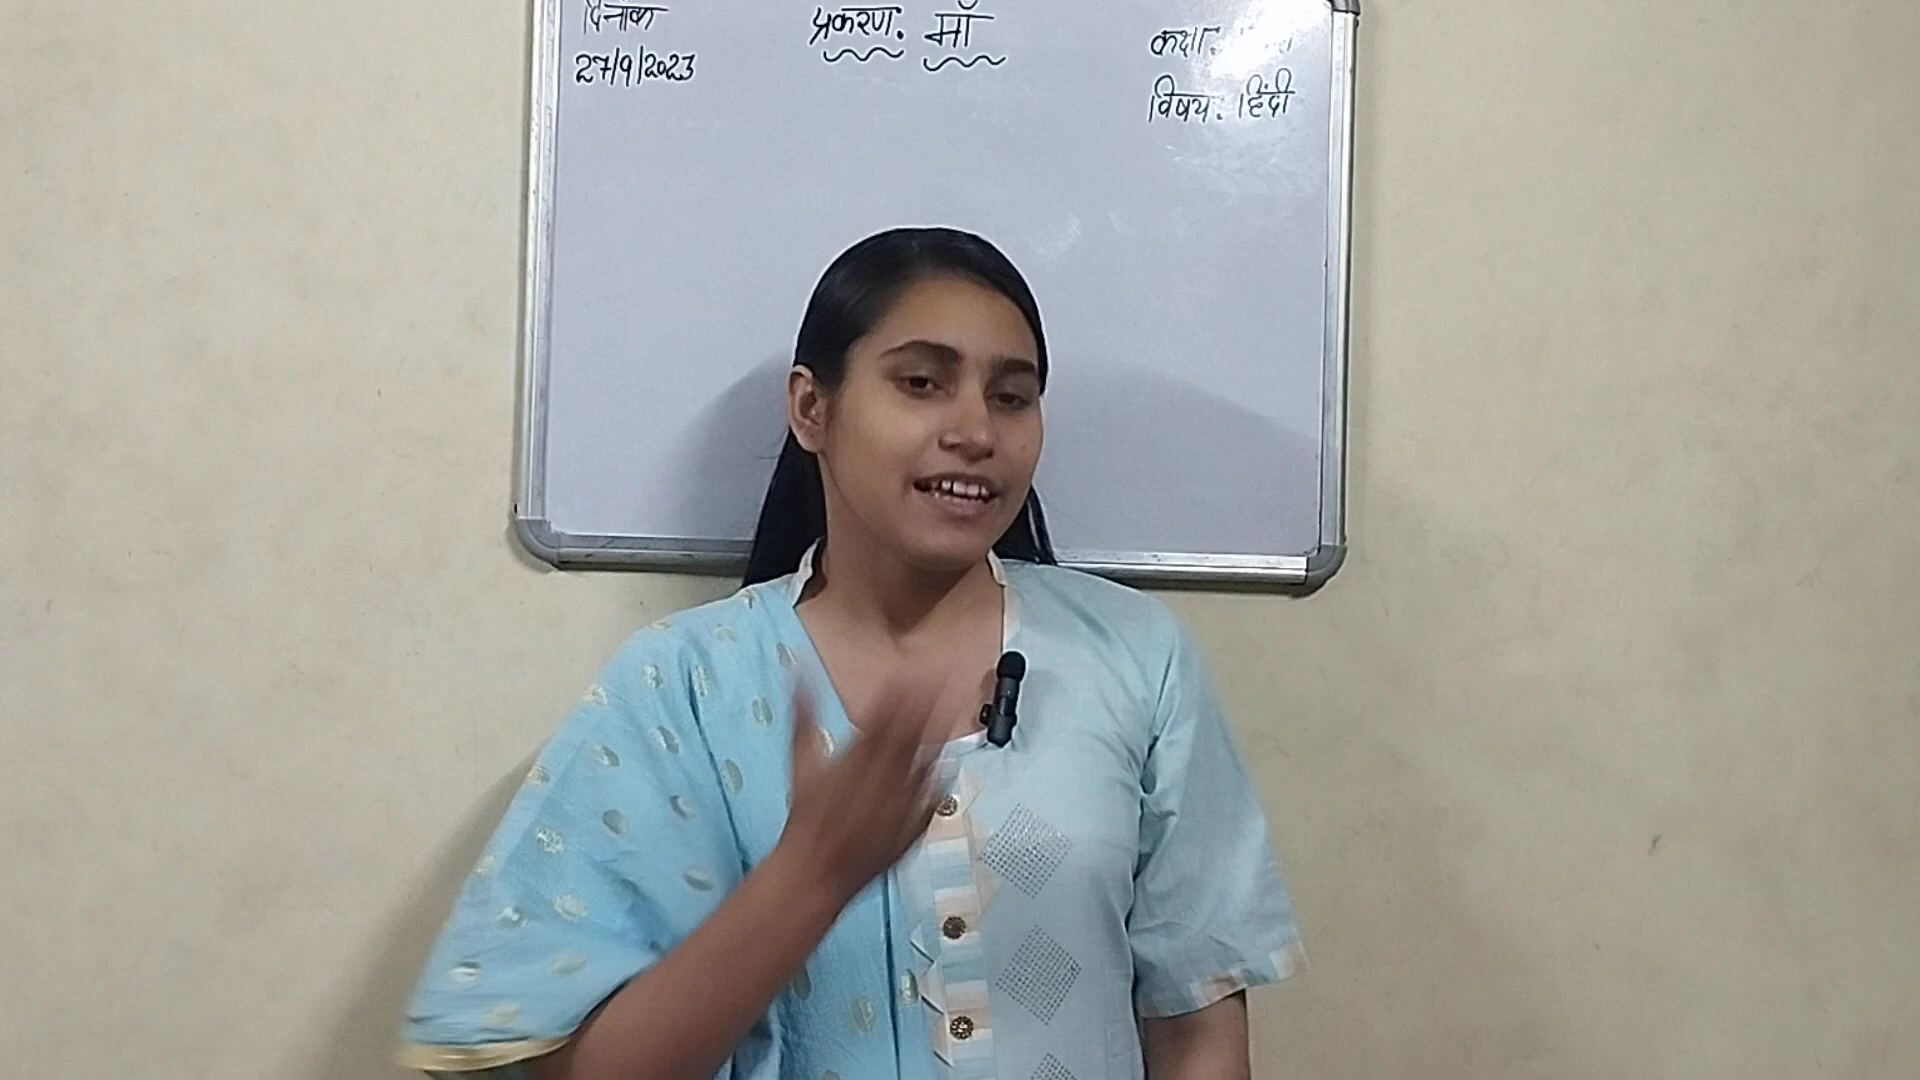 दिनांक
27/9/2023
प्रकरण. माँ
कक्षा.
विषय. हिंदी